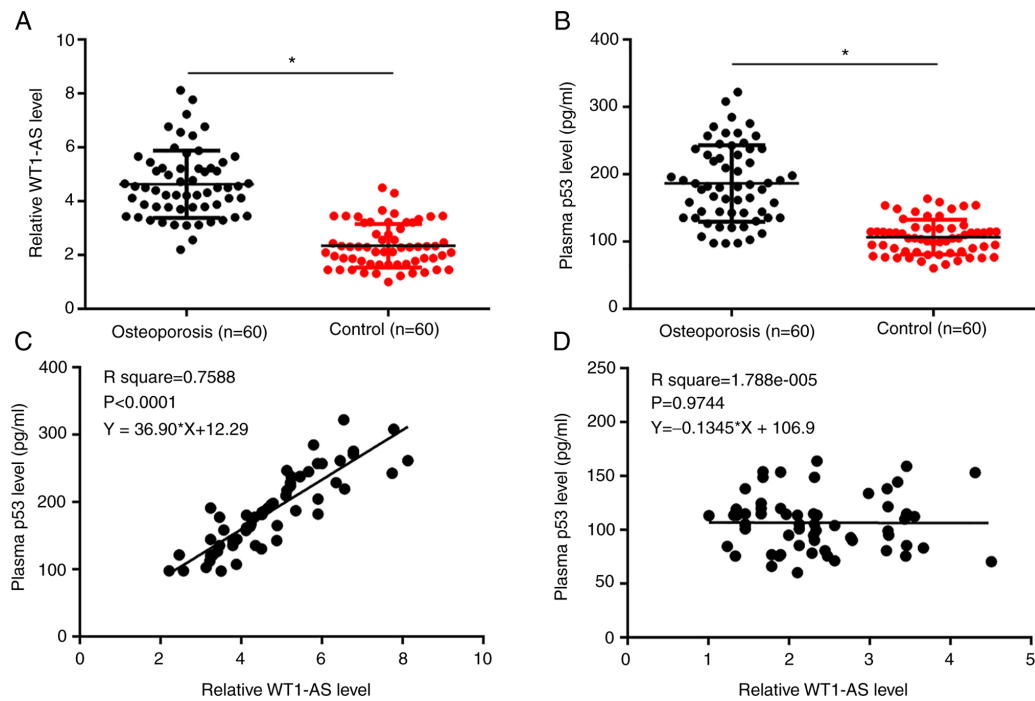 A
Relative WT1-AS level
10
8
6
4
2
0
*
Osteoporosis (n=60)
Control (n=60)
B
Plasma p53 level (pg/ml)
400
300
200
100
0
*
Osteoporosis (n=60)
Control (n=60)
C
Plasma p53 level (pg/ml)
400
300
200
100
0
R square=0.7588
P<0.0001
Y = 36.90*X+12.29
0
2
4
6
8
10
Relative WT1-AS level
D
Plasma p53 level (pg/ml)
250
200
150
100
50
0
R square=1.788e-005
P=0.9744
Y=−0.1345*X + 106.9
0
1
2
3
4
5
Relative WT1-AS level